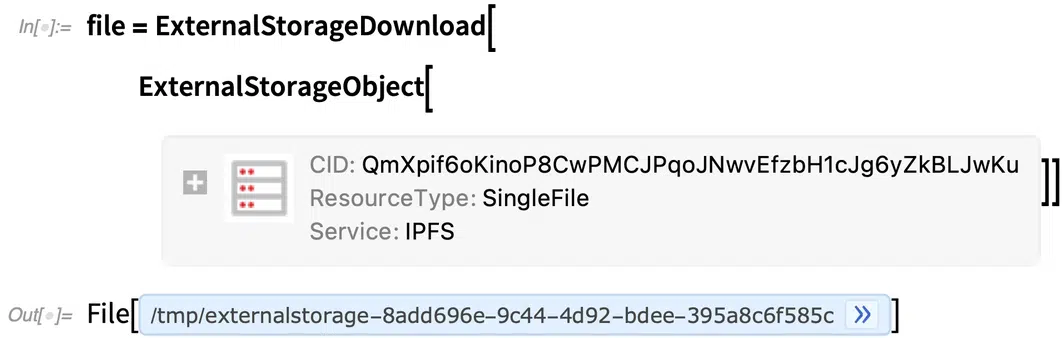 In[◦]:= file = ExternalStorageDownload[
ExternalStorageObject[
CID: QmXpif6oKinoP8CwPMCJPqoJNwvEfzbH1cJg6yZkBLJwKu
ResourceType: SingleFile
Service: IPFS
]]
Out[◦]= File[/tmp/externalstorage-8add696e-9c44-4d92-bdee-395a8c6f585c »]